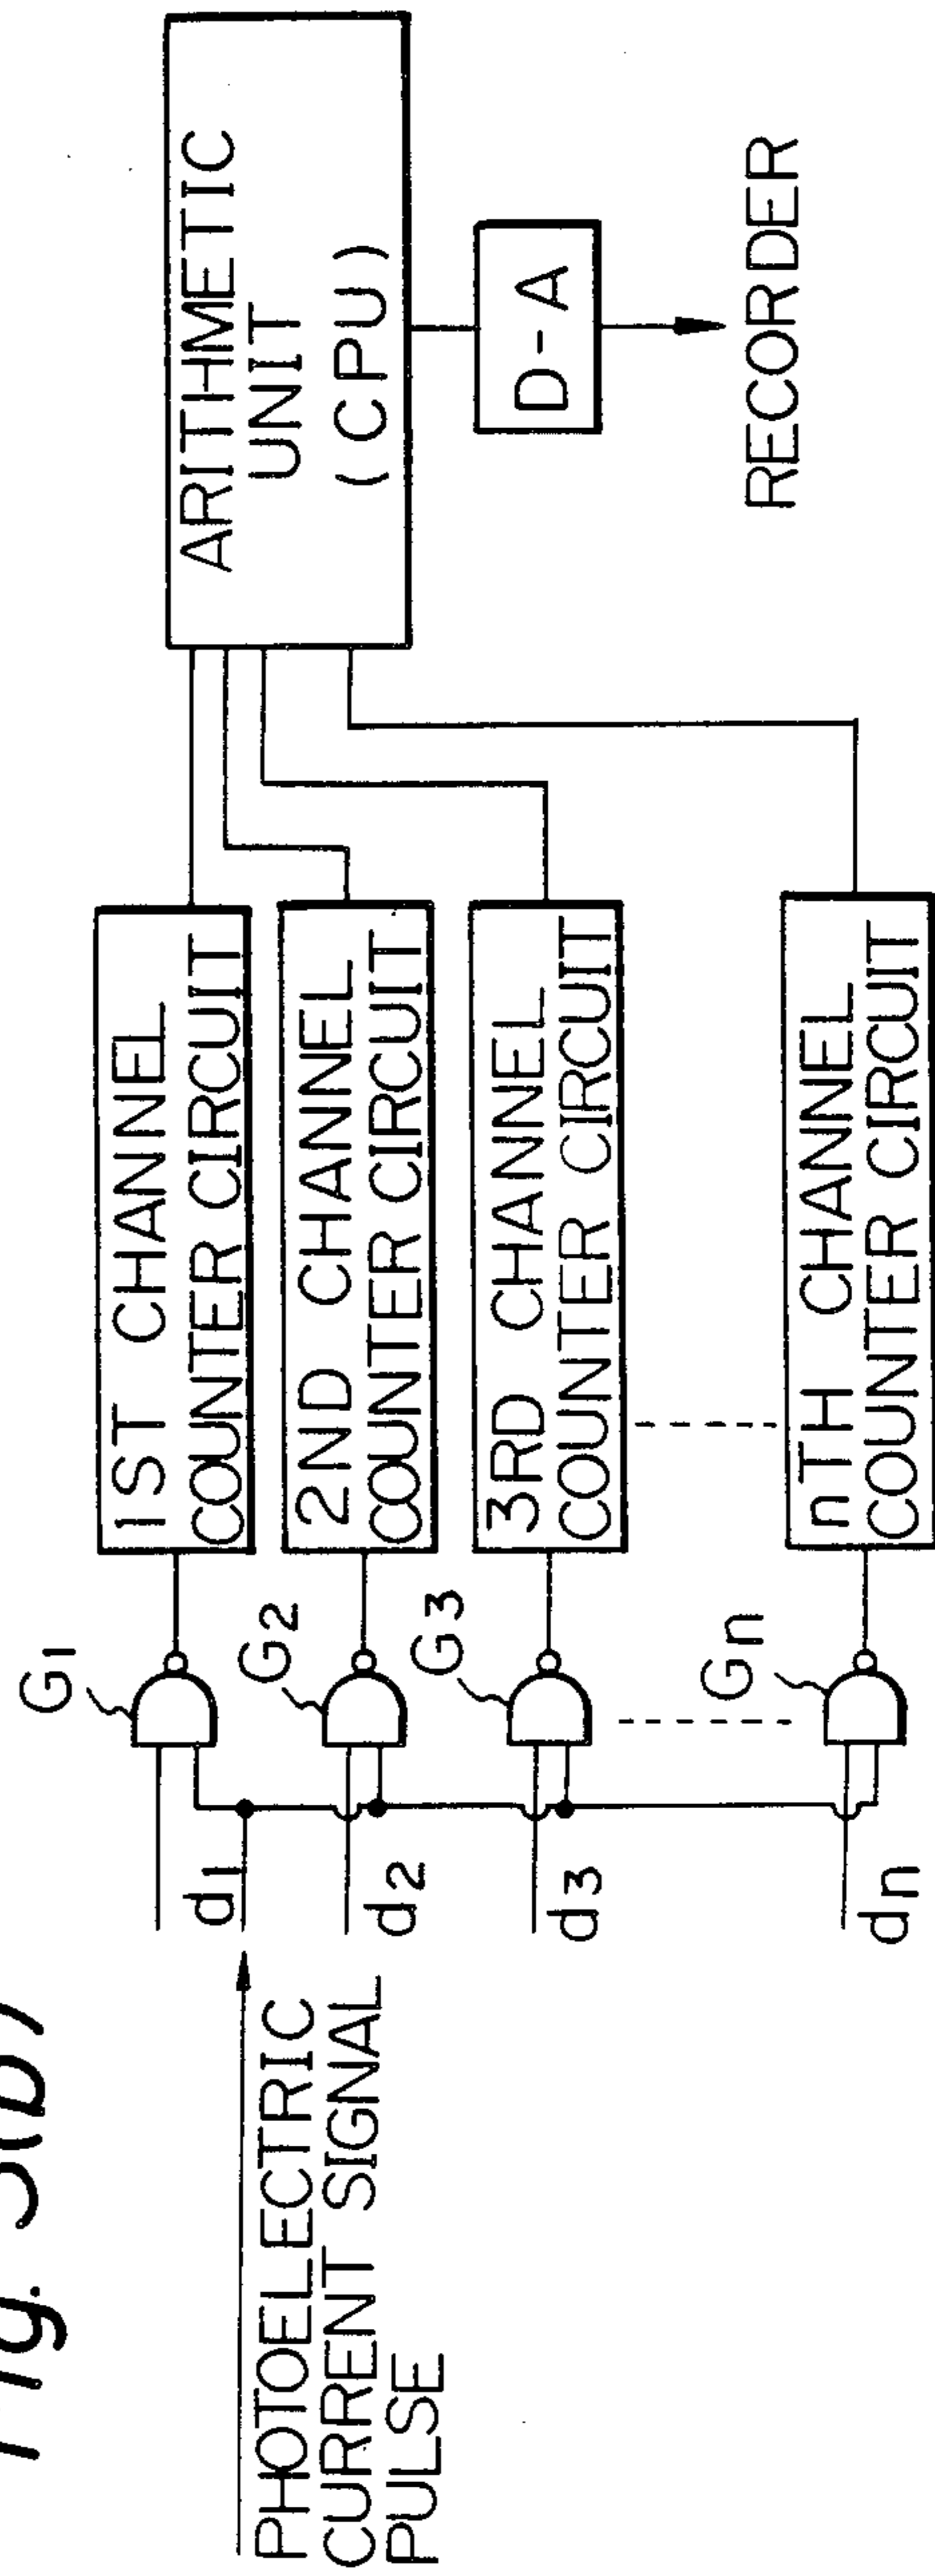 Fig. 3(b)
PHOTOELECTRIC
CURRENT SIGNAL
PULSE
d1
d2
d3
dn
G1
G2
G3
Gn
1ST CHANNEL
COUNTER CIRCUIT
2ND CHANNEL
COUNTER CIRCUIT
3RD CHANNEL
COUNTER CIRCUIT
nTH CHANNEL
COUNTER CIRCUIT
ARITHMETIC
UNIT
(CPU)
D-A
RECORDER